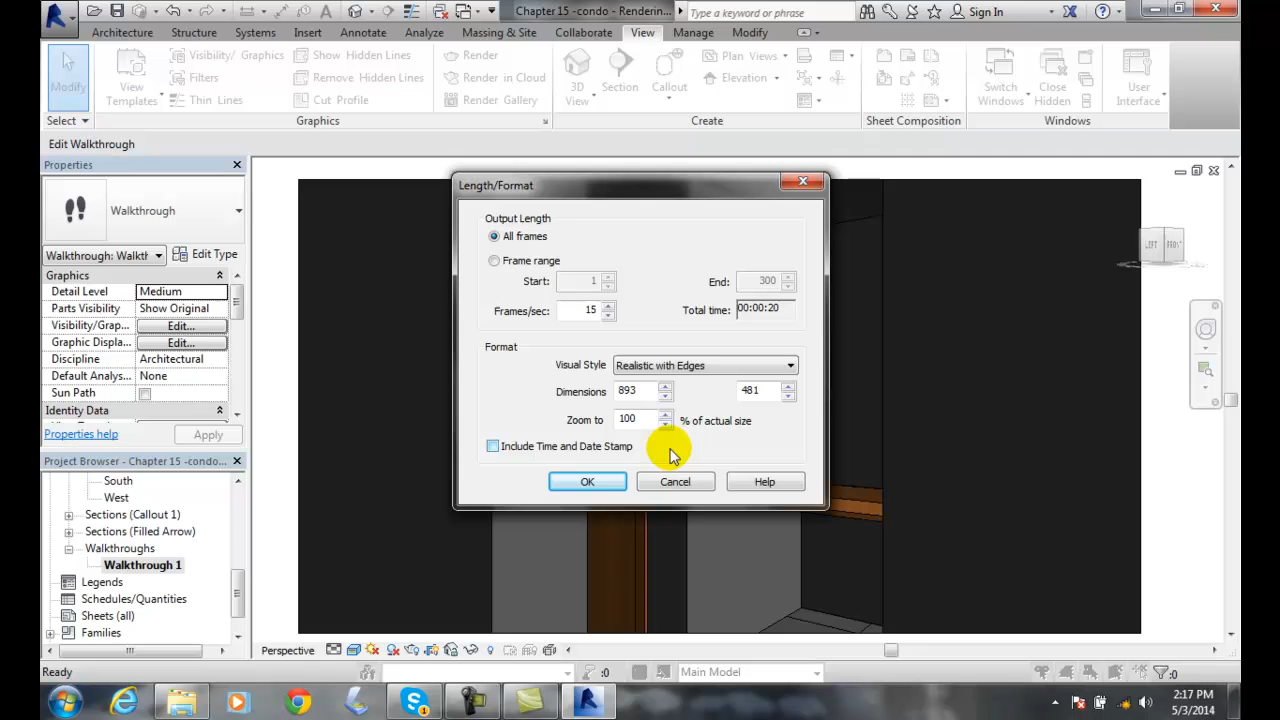 Chapter 15 -condo - Renderin...
Type a keyword or phrase
Sign In
Architecture
Structure
Systems
Insert
Annotate
Analyze
Massing & Site
Collaborate
View
Manage
Modify
Modify
View
Templates
Visibility/ Graphics
Filters
Thin Lines
Show Hidden Lines
Remove Hidden Lines
Cut Profile
Render
Render in Cloud
Render Gallery
3D
View
Section
Callout
Plan Views
Elevation
Switch
Windows
Close
Hidden
User
Interface
Select
Graphics
Create
Sheet Composition
Windows
Edit Walkthrough
Properties
Walkthrough
Walkthrough: Walkt
Edit Type
Graphics
Detail Level
Medium
Parts Visibility
Show Original
Visibility/Grap...
Edit...
Graphic Displa...
Edit...
Discipline
Architectural
Default Analys...
None
Sun Path
Identity Data
Properties help
Apply
Project Browser - Chapter 15 -condo...
South
West
Sections (Callout 1)
Sections (Filled Arrow)
Walkthroughs
Walkthrough 1
Legends
Schedules/Quantities
Sheets (all)
Families
Length/Format
Output Length
All frames
Frame range
Start:
1
End:
300
Frames/sec:
15
Total time:
00:00:20
Format
Visual Style
Realistic with Edges
Dimensions
893
481
Zoom to
100
% of actual size
Include Time and Date Stamp
OK
Cancel
Help
LEFT
FRONT
Perspective
Ready
:0
Main Model
:0
2:17 PM
5/3/2014